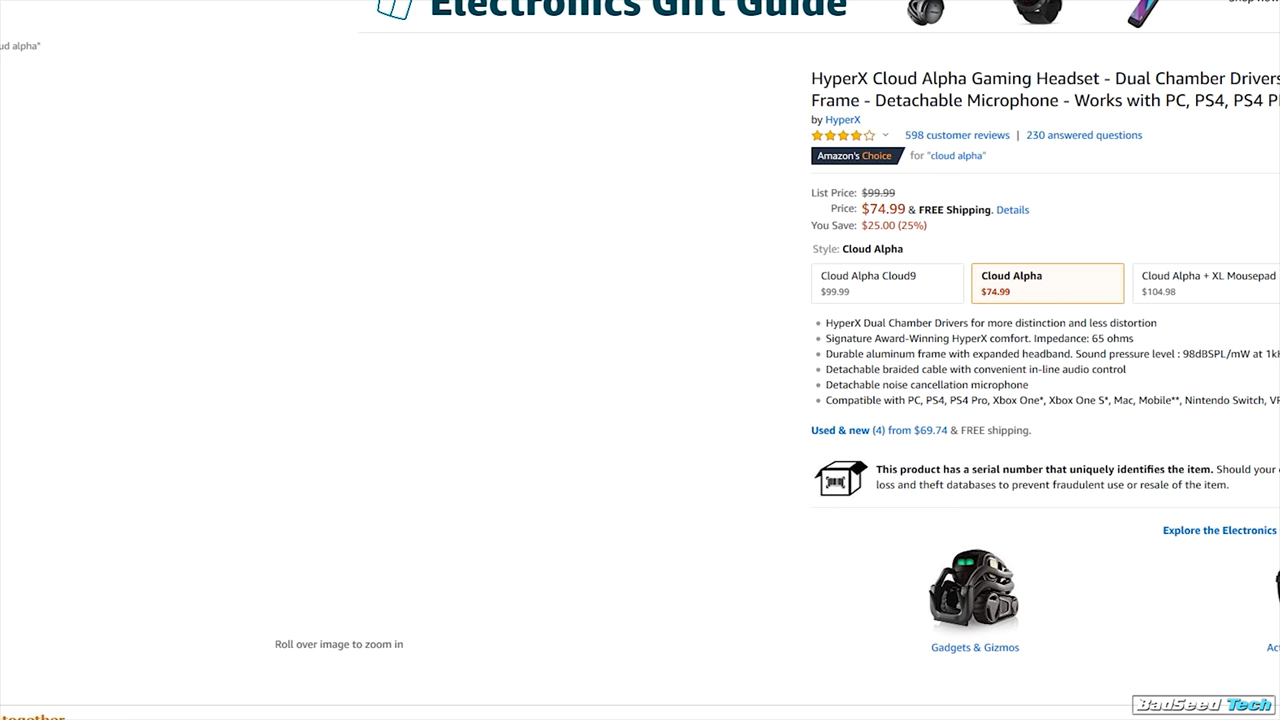 Electronics Gift Guide
ud alpha"
HyperX Cloud Alpha Gaming Headset - Dual Chamber Drivers
Frame - Detachable Microphone - Works with PC, PS4, PS4
by HyperX
598 customer reviews | 230 answered questions
Amazon's Choice for "cloud alpha"
List Price: $99.99
Price: $74.99 & FREE Shipping. Details
You Save: $25.00 (25%)
Style: Cloud Alpha
Cloud Alpha Cloud9 Cloud Alpha Cloud Alpha + XL Mousepad
$99.99 $74.99 $104.98
HyperX Dual Chamber Drivers for more distinction and less distortion
Signature Award-Winning HyperX comfort. Impedance: 65 ohms
Durable aluminum frame with expanded headband. Sound pressure level : 98dBSPL/mW at
Detachable braided cable with convenient in-line audio control
Detachable noise cancellation microphone
Compatible with PC, PS4, PS4 Pro, Xbox One*, Xbox One S*, Mac, Mobile**, Nintendo Switch,
Used & new (4) from $69.74 & FREE shipping.
This product has a serial number that uniquely identifies the item. Should your
loss and theft databases to prevent fraudulent use or resale of the item.
Explore the Electronics
Gadgets & Gizmos
Roll over image to zoom in
together
BadSeed Tech